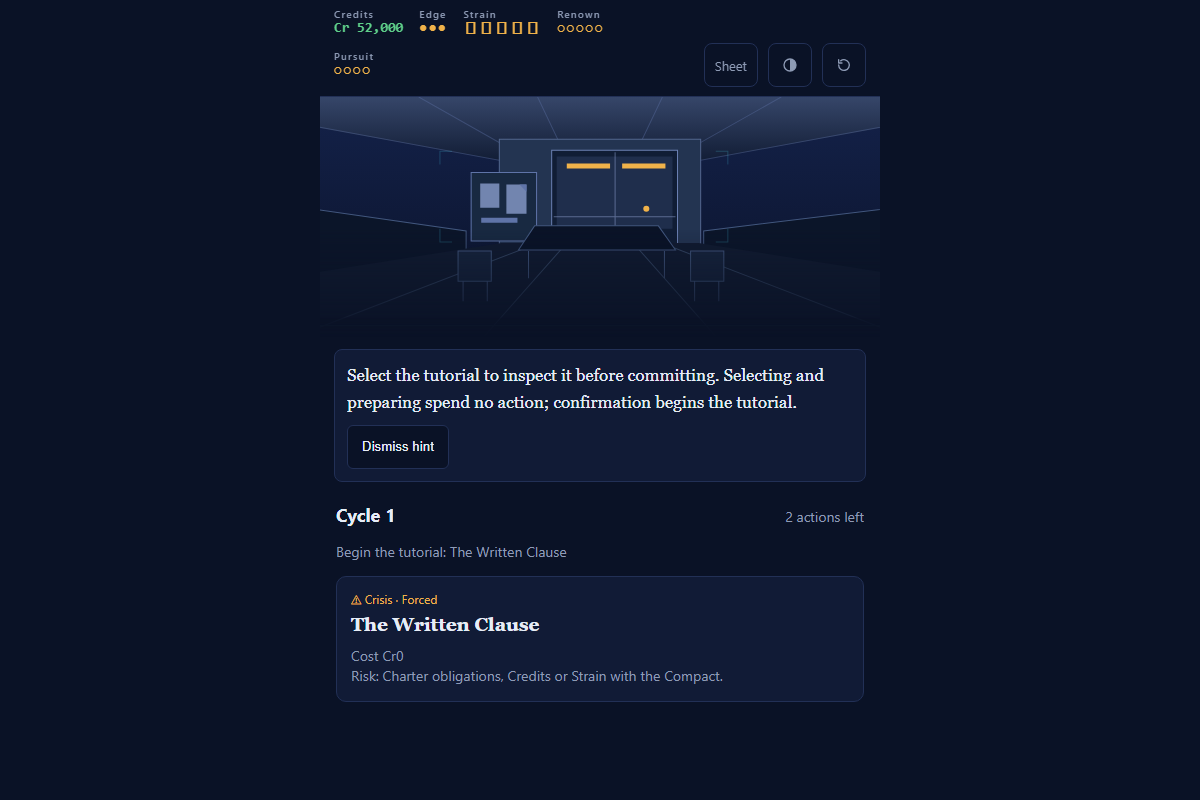 Credits Edge Strain Renown
Cr 52,000
Pursuit
Sheet
Select the tutorial to inspect it before committing. Selecting and
preparing spend no action; confirmation begins the tutorial.
Dismiss hint
Cycle 1 2 actions left
Begin the tutorial: The Written Clause
⚠ Crisis · Forced
The Written Clause
Cost Cr0
Risk: Charter obligations, Credits or Strain with the Compact.